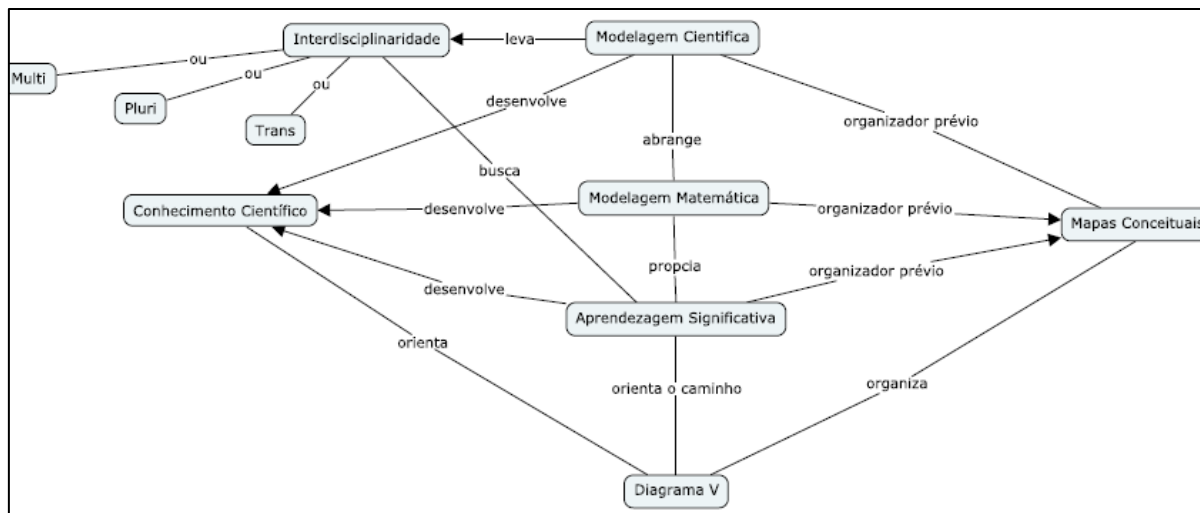 Interdisciplinaridade
leva
Modelagem Cientifica
ou
Multi
ou
Pluri
ou
Trans
desenvolve
organizador prévio
abrange
busca
Conhecimento Científico
desenvolve
Modelagem Matemática
organizador prévio
Mapas Conceituais
propcia
organizador prévio
desenvolve
Aprendezagem Significativa
orienta
orienta o caminho
organiza
Diagrama V